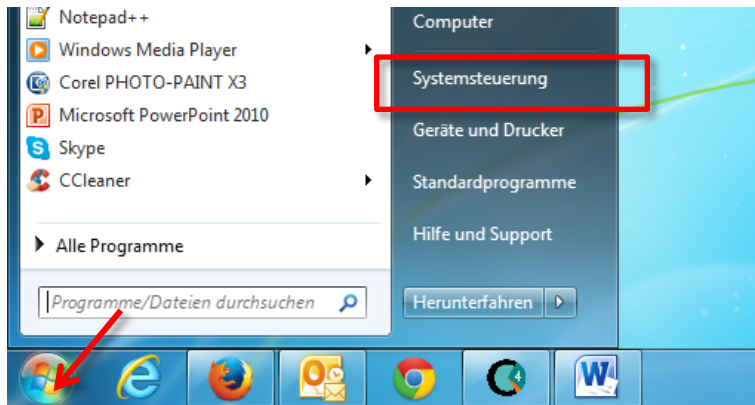 Notepad++
Windows Media Player
Corel PHOTO-PAINT X3
Microsoft PowerPoint 2010
Skype
CCleaner
Alle Programme
Programme/Dateien durchsuchen
Computer
Systemsteuerung
Geräte und Drucker
Standardprogramme
Hilfe und Support
Herunterfahren
4